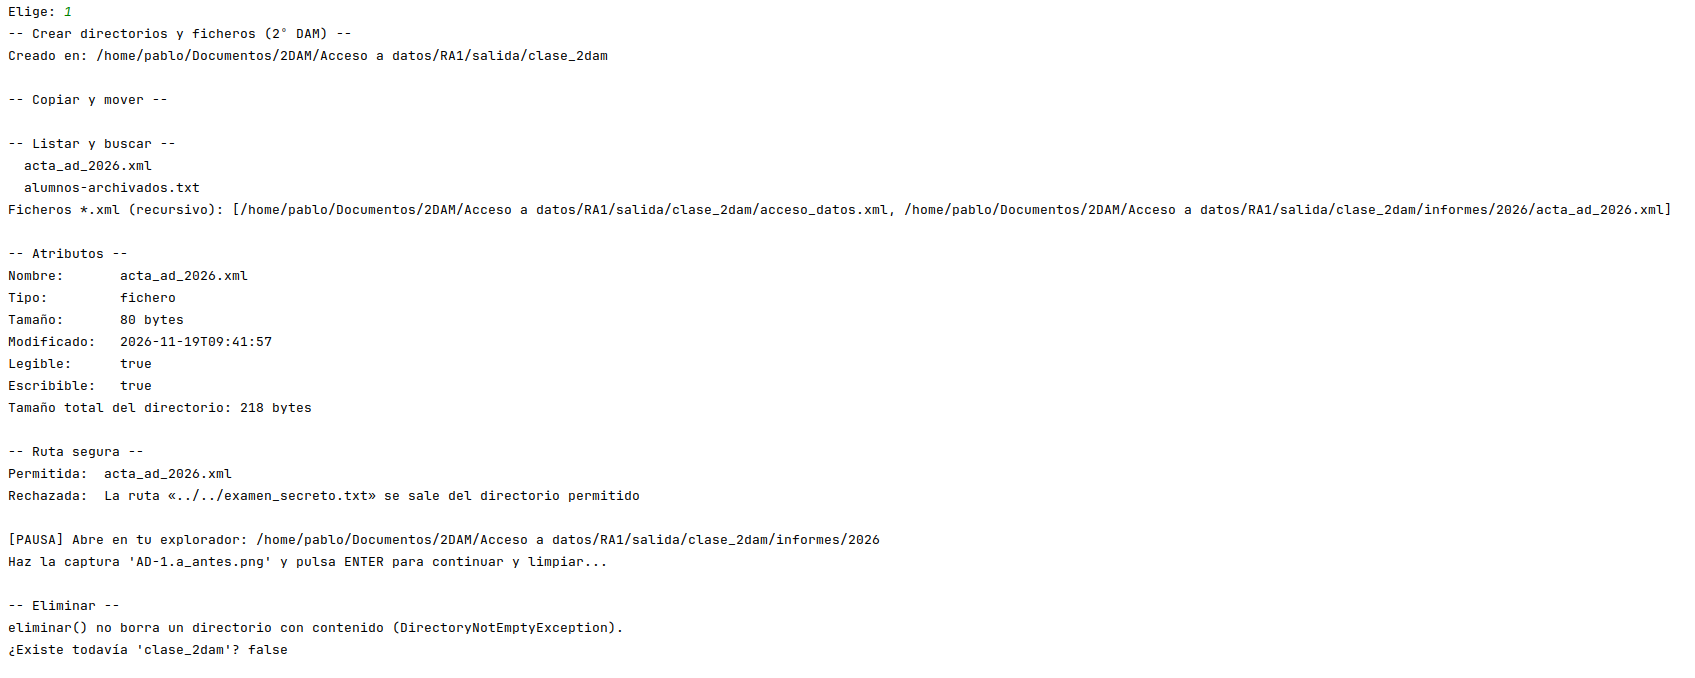 Elige: 1
-- Crear directorios y ficheros (2° DAM) --
Creado en: /home/pablo/Documentos/2DAM/Acceso a datos/RA1/salida/clase_2dam
-- Copiar y mover --
-- Listar y buscar --
acta_ad_2026.xml
alumnos-archivados.txt
Ficheros *.xml (recursivo): [/home/pablo/Documentos/2DAM/Acceso a datos/RA1/salida/clase_2dam/acceso_datos.xml, /home/pablo/Documentos/2DAM/Acceso a datos/RA1/salida/clase_2dam/informes/2026/acta_ad_2026.xml]
-- Atributos --
Nombre:       acta_ad_2026.xml
Tipo:         fichero
Tamaño:       80 bytes
Modificado:   2026-11-19T09:41:57
Legible:      true
Escribible:   true
Tamaño total del directorio: 218 bytes
-- Ruta segura --
Permitida:  acta_ad_2026.xml
Rechazada:  La ruta «../../examen_secreto.txt» se sale del directorio permitido
[PAUSA] Abre en tu explorador: /home/pablo/Documentos/2DAM/Acceso a datos/RA1/salida/clase_2dam/informes/2026
Haz la captura 'AD-1.a_antes.png' y pulsa ENTER para continuar y limpiar...
-- Eliminar --
eliminar() no borra un directorio con contenido (DirectoryNotEmptyException).
¿Existe todavía 'clase_2dam'? false